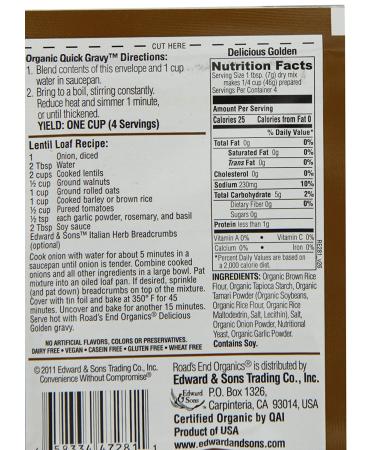 CUT HERE
Organic Quick Gravy™ Directions:
1. Blend contents of this envelope and 1 cup
water in saucepan.
2. Bring to a boil, stirring constantly.
Reduce heat and simmer 1 minute,
or until thickened.
YIELD: ONE CUP (4 Servings)
Lentil Loaf Recipe:
1 Onion, diced
2 Tbsp Water
2 cups Cooked lentils
½ cup Ground walnuts
1 cup Ground rolled oats
1 cup Cooked barley or brown rice
½ cup Pureed tomatoes
½ tsp each garlic powder, rosemary, and basil
2 Tbsp Soy sauce
Edward & Sons™ Italian Herb Breadcrumbs
(optional)
Cook onion with water for about 5 minutes in a
saucepan until onion is tender. Combine cooked
onions and all other ingredients in a large bowl. Pat
mixture into an oiled loaf pan. If desired, sprinkle
(and pat down) breadcrumbs on top of the mixture.
Cover with tin foil and bake at 350° F for 45
minutes. Uncover and bake for another 15 minutes.
Serve hot with Road's End Organics® Delicious
Golden gravy.
NO ARTIFICIAL FLAVORS, COLORS OR PRESERVATIVES.
DAIRY FREE • VEGAN • CASEIN FREE • GLUTEN FREE • WHEAT FREE
©2011 Edward & Sons Trading Co., Inc.
Convenience Without Compromise®
Delicious Golden
Nutrition Facts
Serving Size 1 tbsp. (7g) dry mix
makes 1/4 cup (46g) prepared
Servings Per Container 4
Amount Per Serving
Calories 25 Calories from Fat 0
% Daily Value*
Total Fat 0g 0%
Saturated Fat 0g 0%
Trans Fat 0g 0%
Cholesterol 0g 0%
Sodium 230mg 10%
Total Carbohydrate 5g 2%
Dietary Fiber 0g 0%
Sugars 0g
Protein less than 1g
Vitamin A 0% • Vitamin C 0%
Calcium 0% • Iron 0%
*Percent Daily Values are based on
a 2,000 calorie diet.
INGREDIENTS: Organic Brown Rice
Flour, Organic Tapioca Starch, Organic
Tamari Powder (Organic Soybeans,
Organic Rice Flour, Organic Rice
Maltodextrin, Salt, Lecithin), Salt,
Organic Onion Powder, Nutritional
Yeast, Organic Garlic Powder.
Contains Soy.
Road's End Organics® is distributed by
Edward & Sons Trading Co., Inc.
Edward
& Sons
P.O. Box 1326,
Carpinteria, CA 93014, USA
Certified Organic by QAI
Product of USA
www.edwardandsons.com